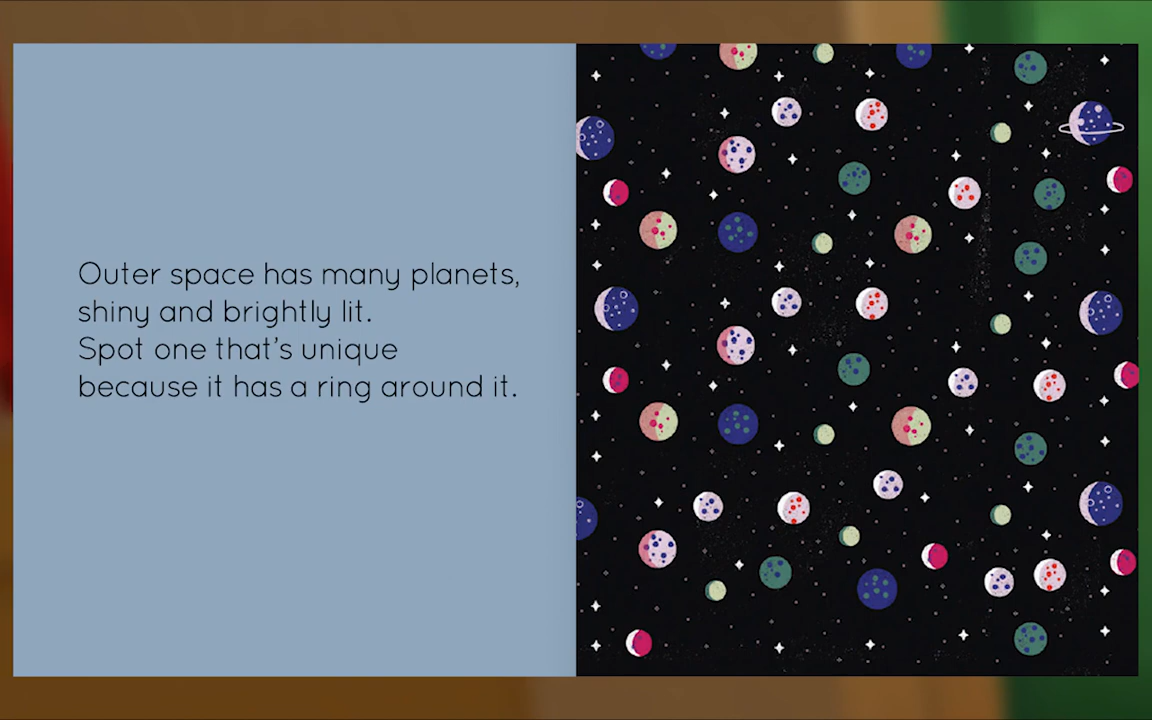 Outer space has many planets,
shiny and brightly lit.
Spot one that's unique
because it has a ring around it.